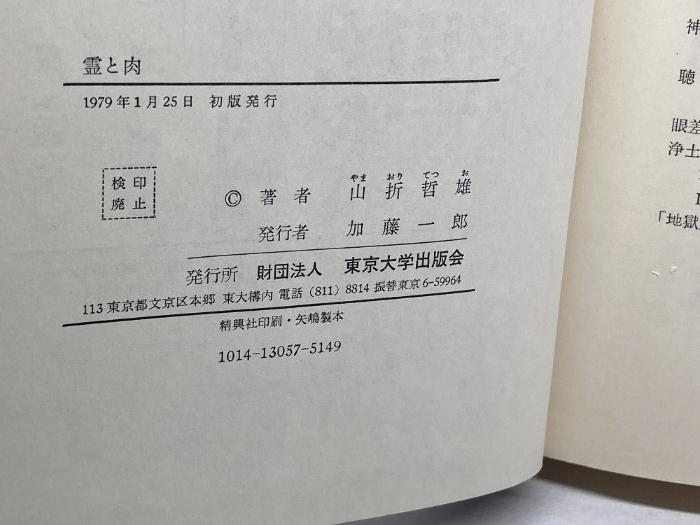 霊と肉
1979年1月25日 初版発行
検印
廃止
やま おり てつ お
© 著者 山折哲雄
発行者 加藤一郎
発行所 財団法人 東京大学出版会
113 東京都文京区本郷 東大構内 電話 (811) 8814 振替東京 6-59964
精興社印刷・矢嶋製本
1014-13057-5149
神
聴
眼差
浄土
「地獄